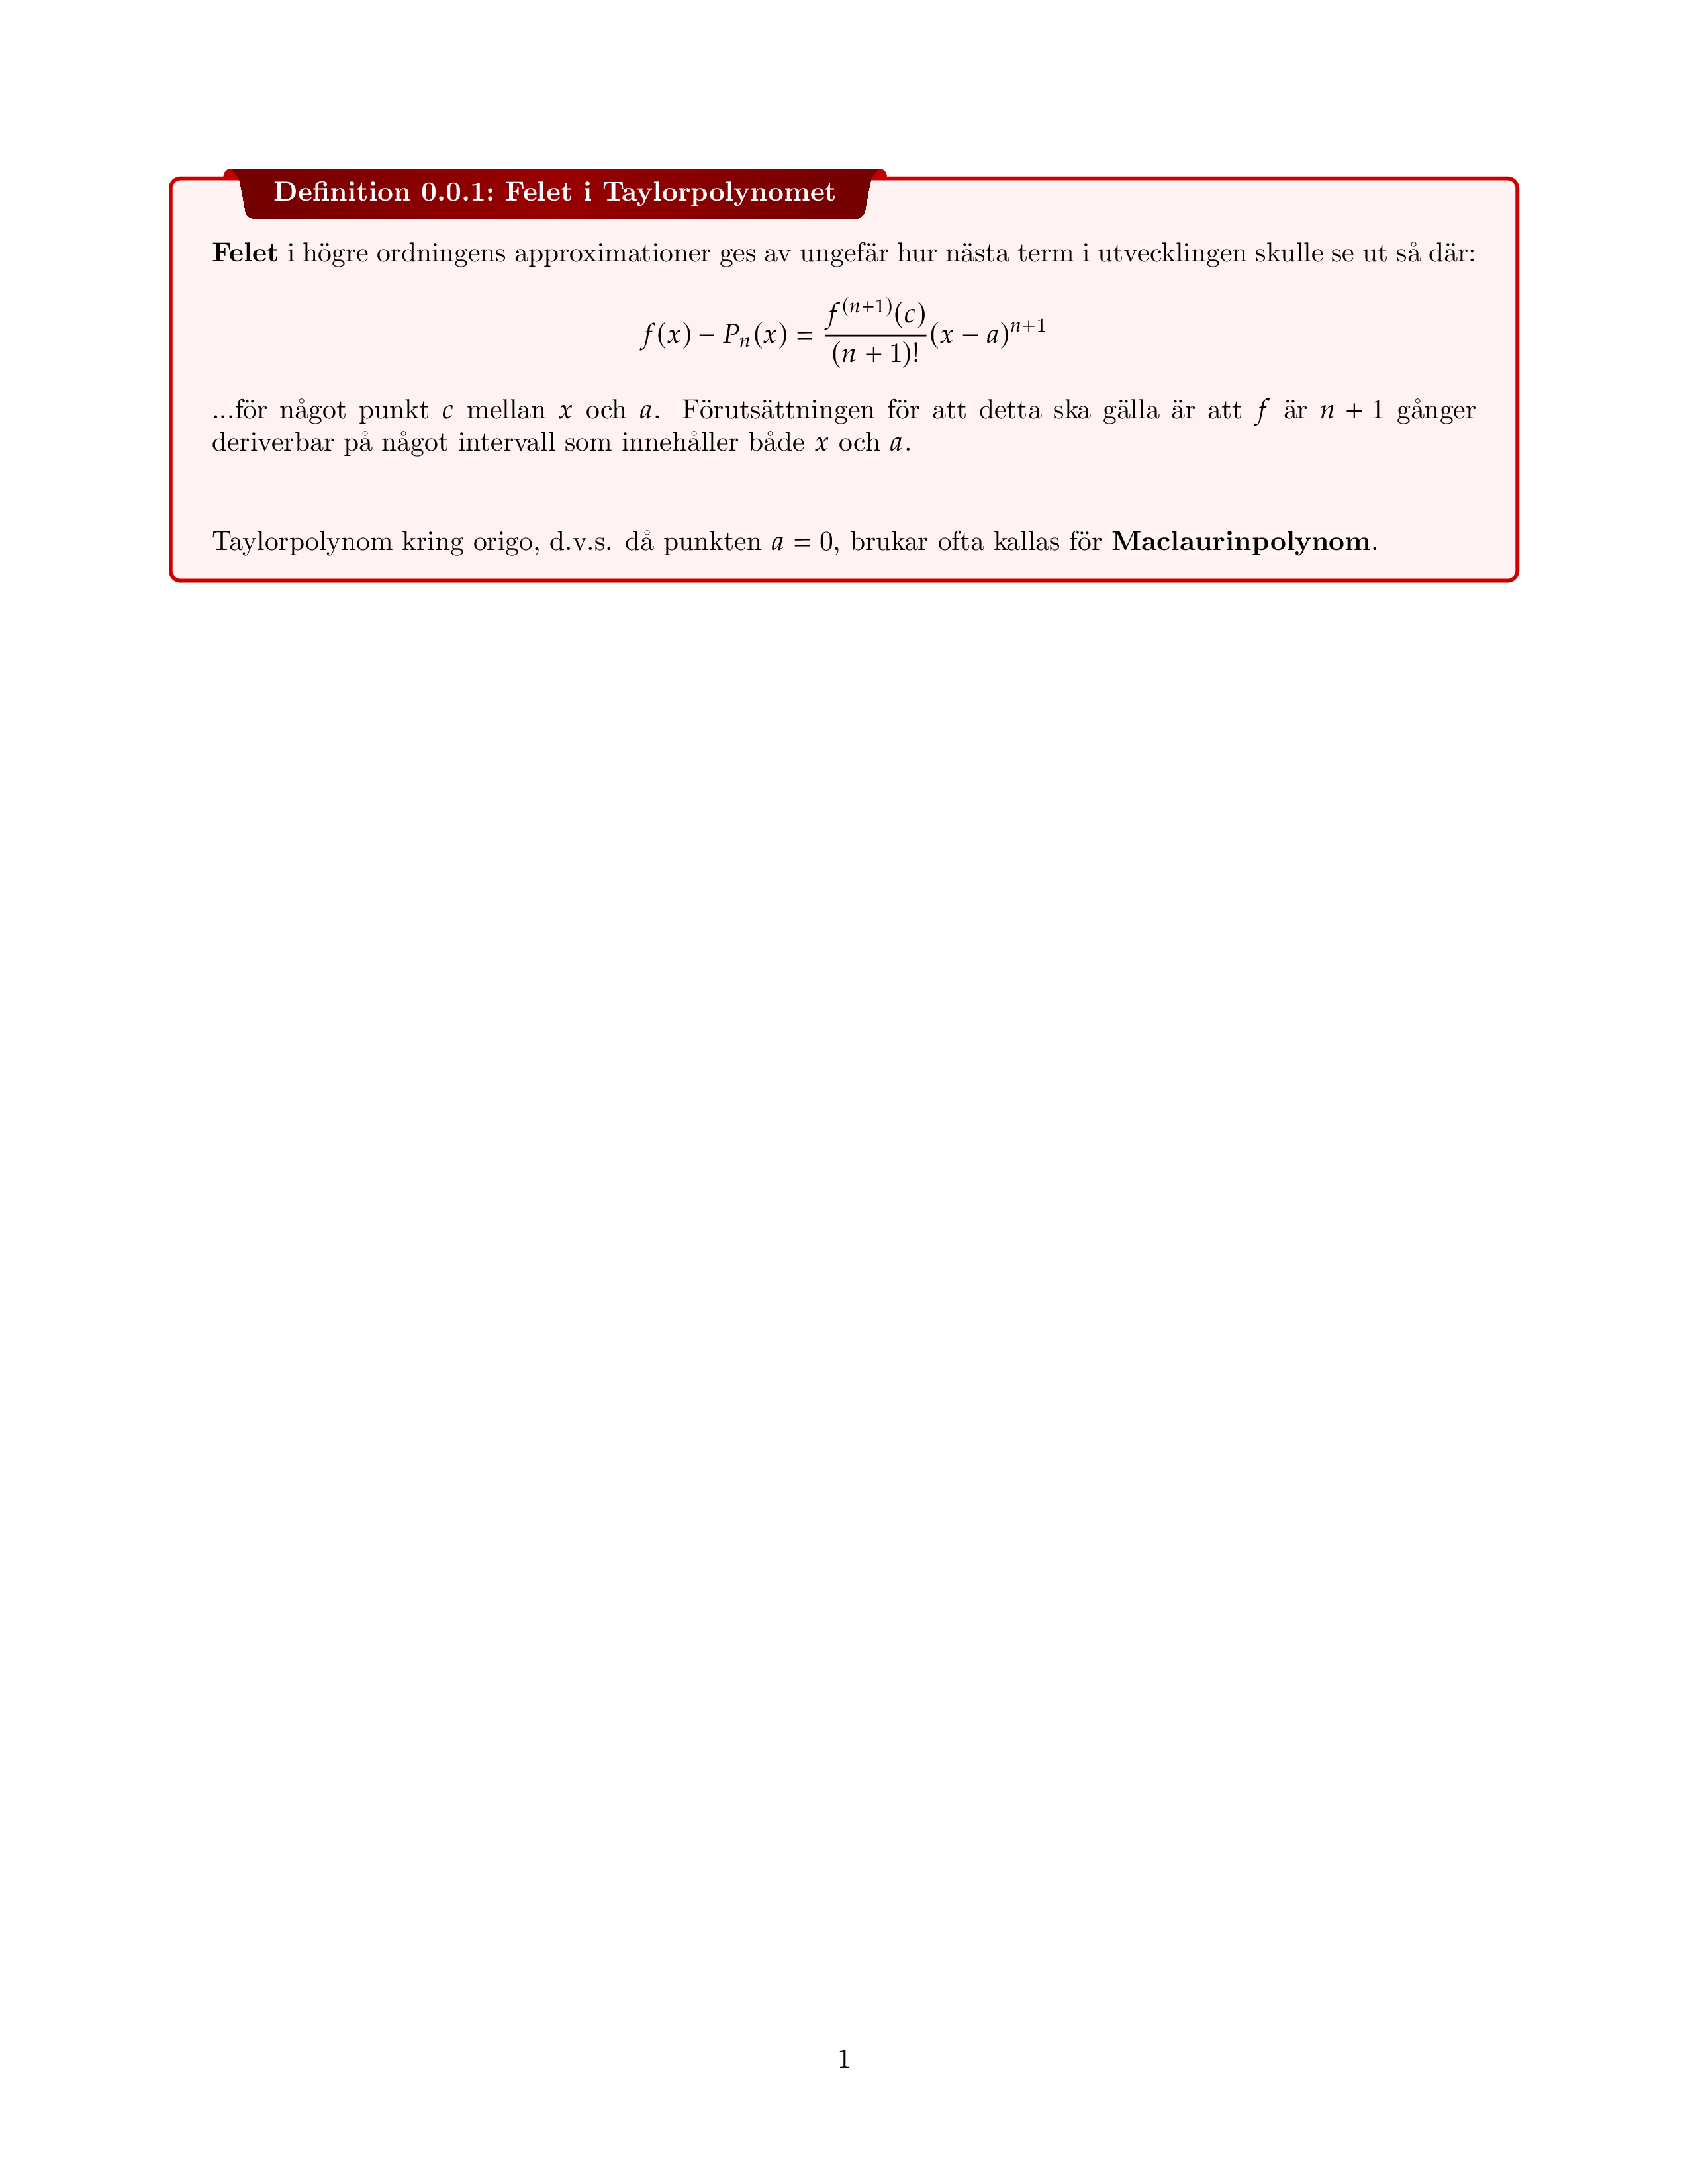 Definition 0.0.1: Felet i Taylorpolynomet
Felet i högre ordningens approximationer ges av ungefär hur nästa term i utvecklingen skulle se ut så där:
f(x) − Pₙ(x) = f⁽ⁿ⁺¹⁾(c)/(n + 1)! (x − a)ⁿ⁺¹
...för något punkt c mellan x och a. Förutsättningen för att detta ska gälla är att f är n + 1 gånger
deriverbar på något intervall som innehåller både x och a.
Taylorpolynom kring origo, d.v.s. då punkten a = 0, brukar ofta kallas för Maclaurinpolynom.
1